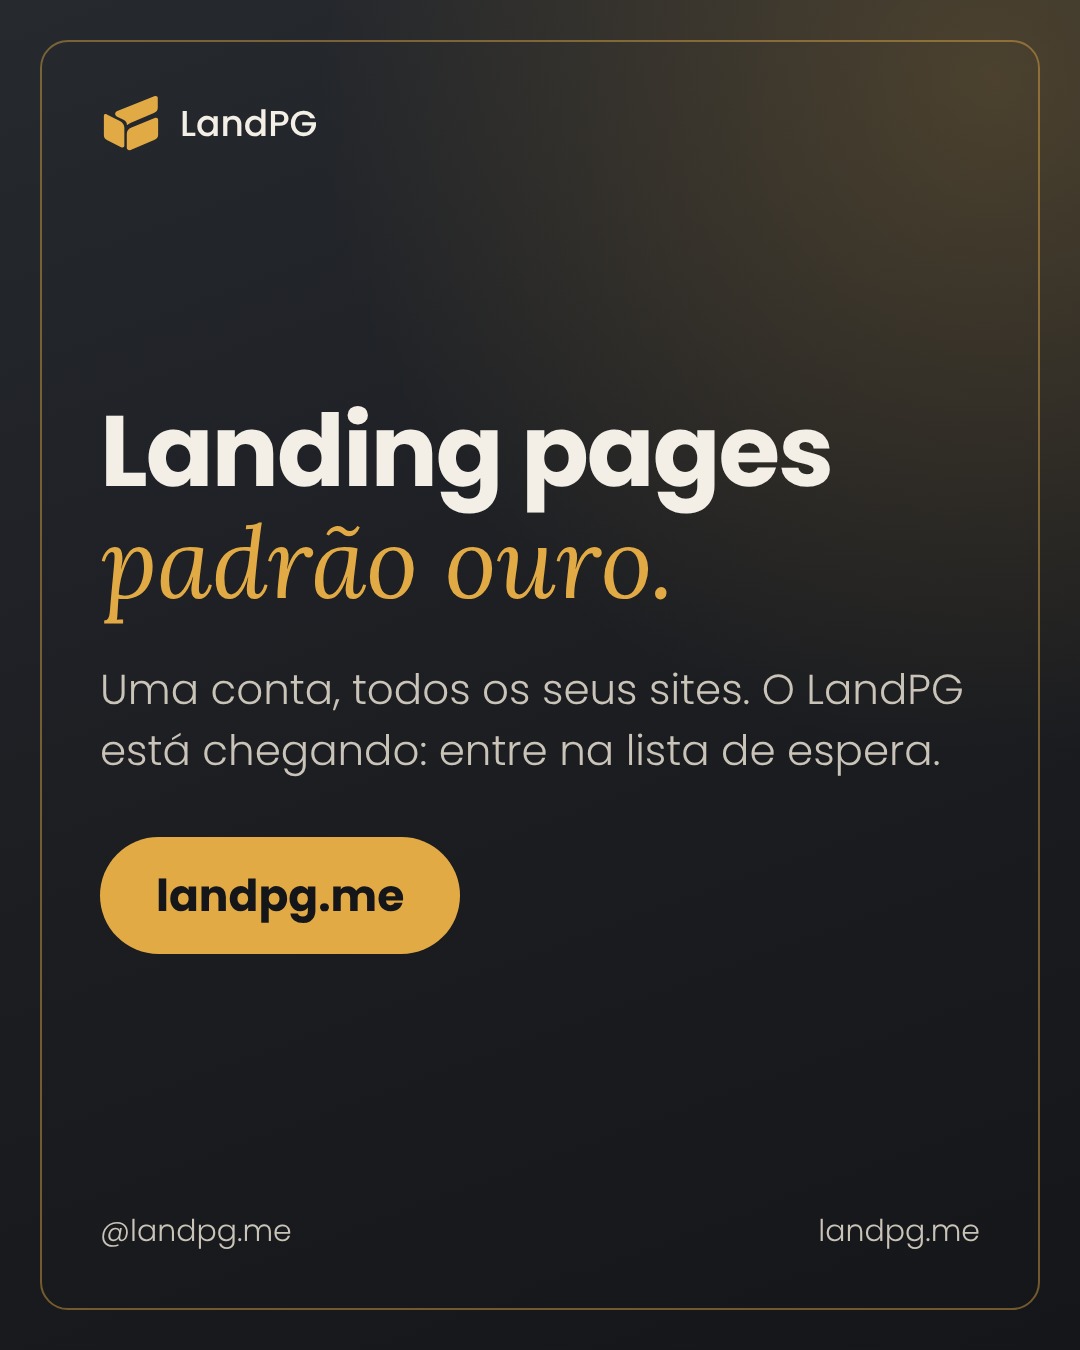 LandPG
Landing pages
padrão ouro.
Uma conta, todos os seus sites. O LandPG
está chegando: entre na lista de espera.
landpg.me
@landpg.me
landpg.me